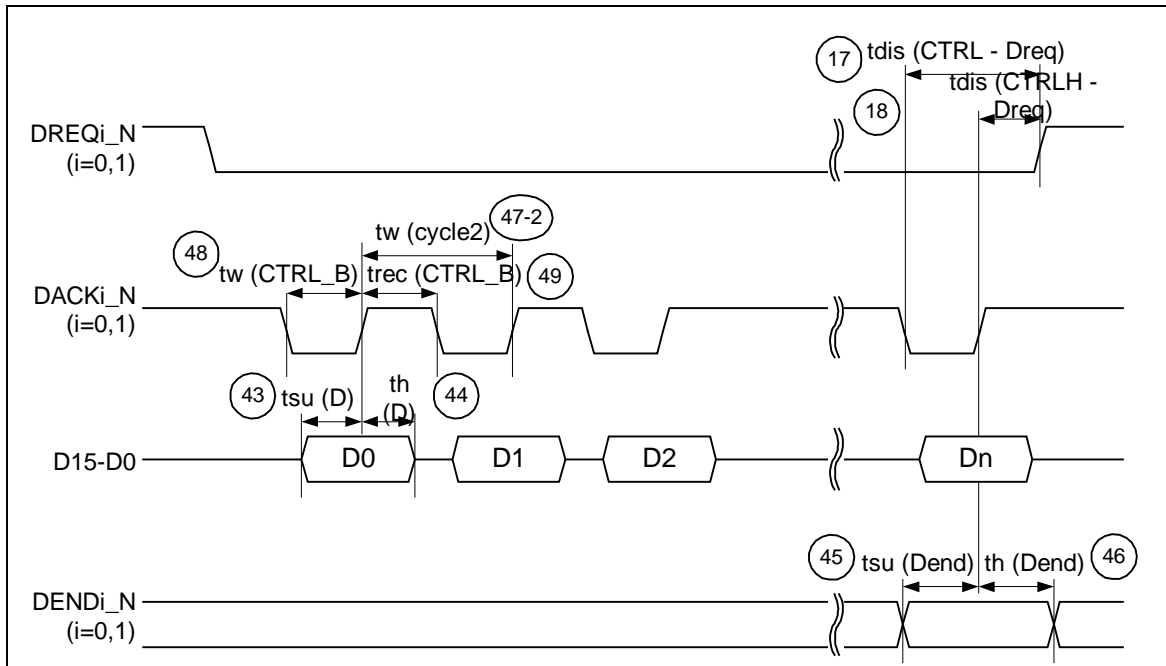 17 tdis (CTRL - Dreq)
tdis (CTRLH -
Dreq)
18
DREQi_N
(i=0,1)
47-2
tw (cycle2)
48
tw (CTRL_B) trec (CTRL_B) 49
DACKi_N
(i=0,1)
43 tsu (D) th
(D) 44
D15-D0 D0 D1 D2 Dn
45 tsu (Dend) th (Dend) 46
DENDi_N
(i=0,1)